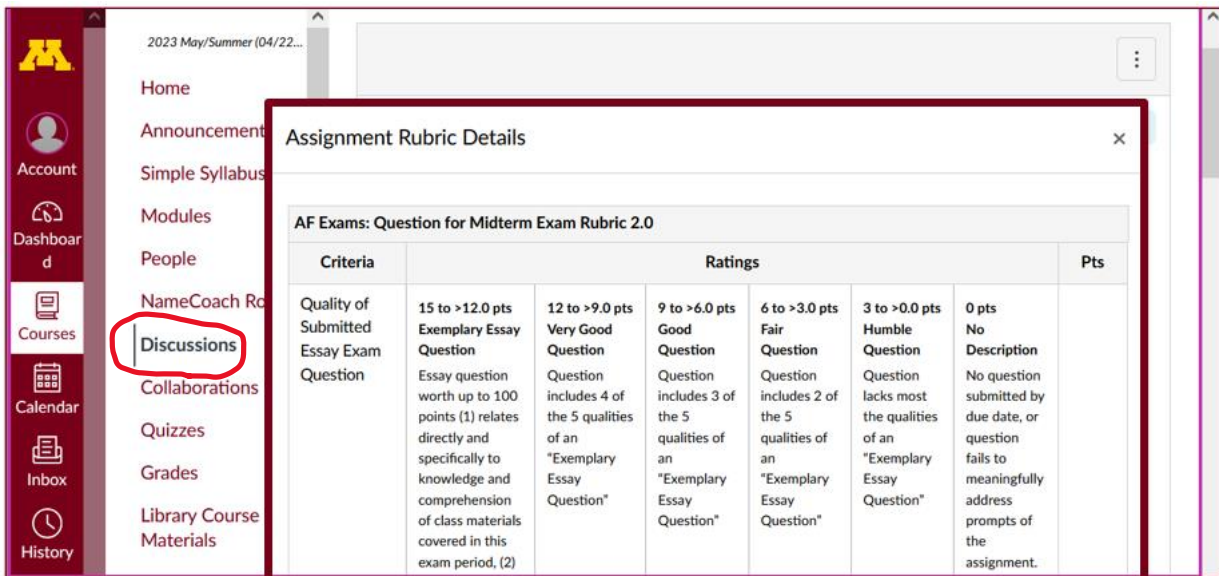 M
Account
Dashboar
d
Courses
Calendar
Inbox
History
2023 May/Summer (04/22...
Home
Announcement
Simple Syllabus
Modules
People
NameCoach Ro
Discussions
Collaborations
Quizzes
Grades
Library Course
Materials
Assignment Rubric Details
AF Exams: Question for Midterm Exam Rubric 2.0
Criteria
Ratings
Pts
Quality of
Submitted
Essay Exam
Question
15 to >12.0 pts
Exemplary Essay
Question
Essay question
worth up to 100
points (1) relates
directly and
specifically to
knowledge and
comprehension
of class materials
covered in this
exam period, (2)
12 to >9.0 pts
Very Good
Question
Question
includes 4 of
the 5 qualities
of an
"Exemplary
Essay
Question"
9 to >6.0 pts
Good
Question
Question
includes 3 of
the 5
qualities of
an
"Exemplary
Essay
Question"
6 to >3.0 pts
Fair
Question
Question
includes 2 of
the 5
qualities of
an
"Exemplary
Essay
Question"
3 to >0.0 pts
Humble
Question
Question
lacks most
the qualities
of an
"Exemplary
Essay
Question"
0 pts
No
Description
No question
submitted by
due date, or
question
fails to
meaningfully
address
prompts of
the
assignment.